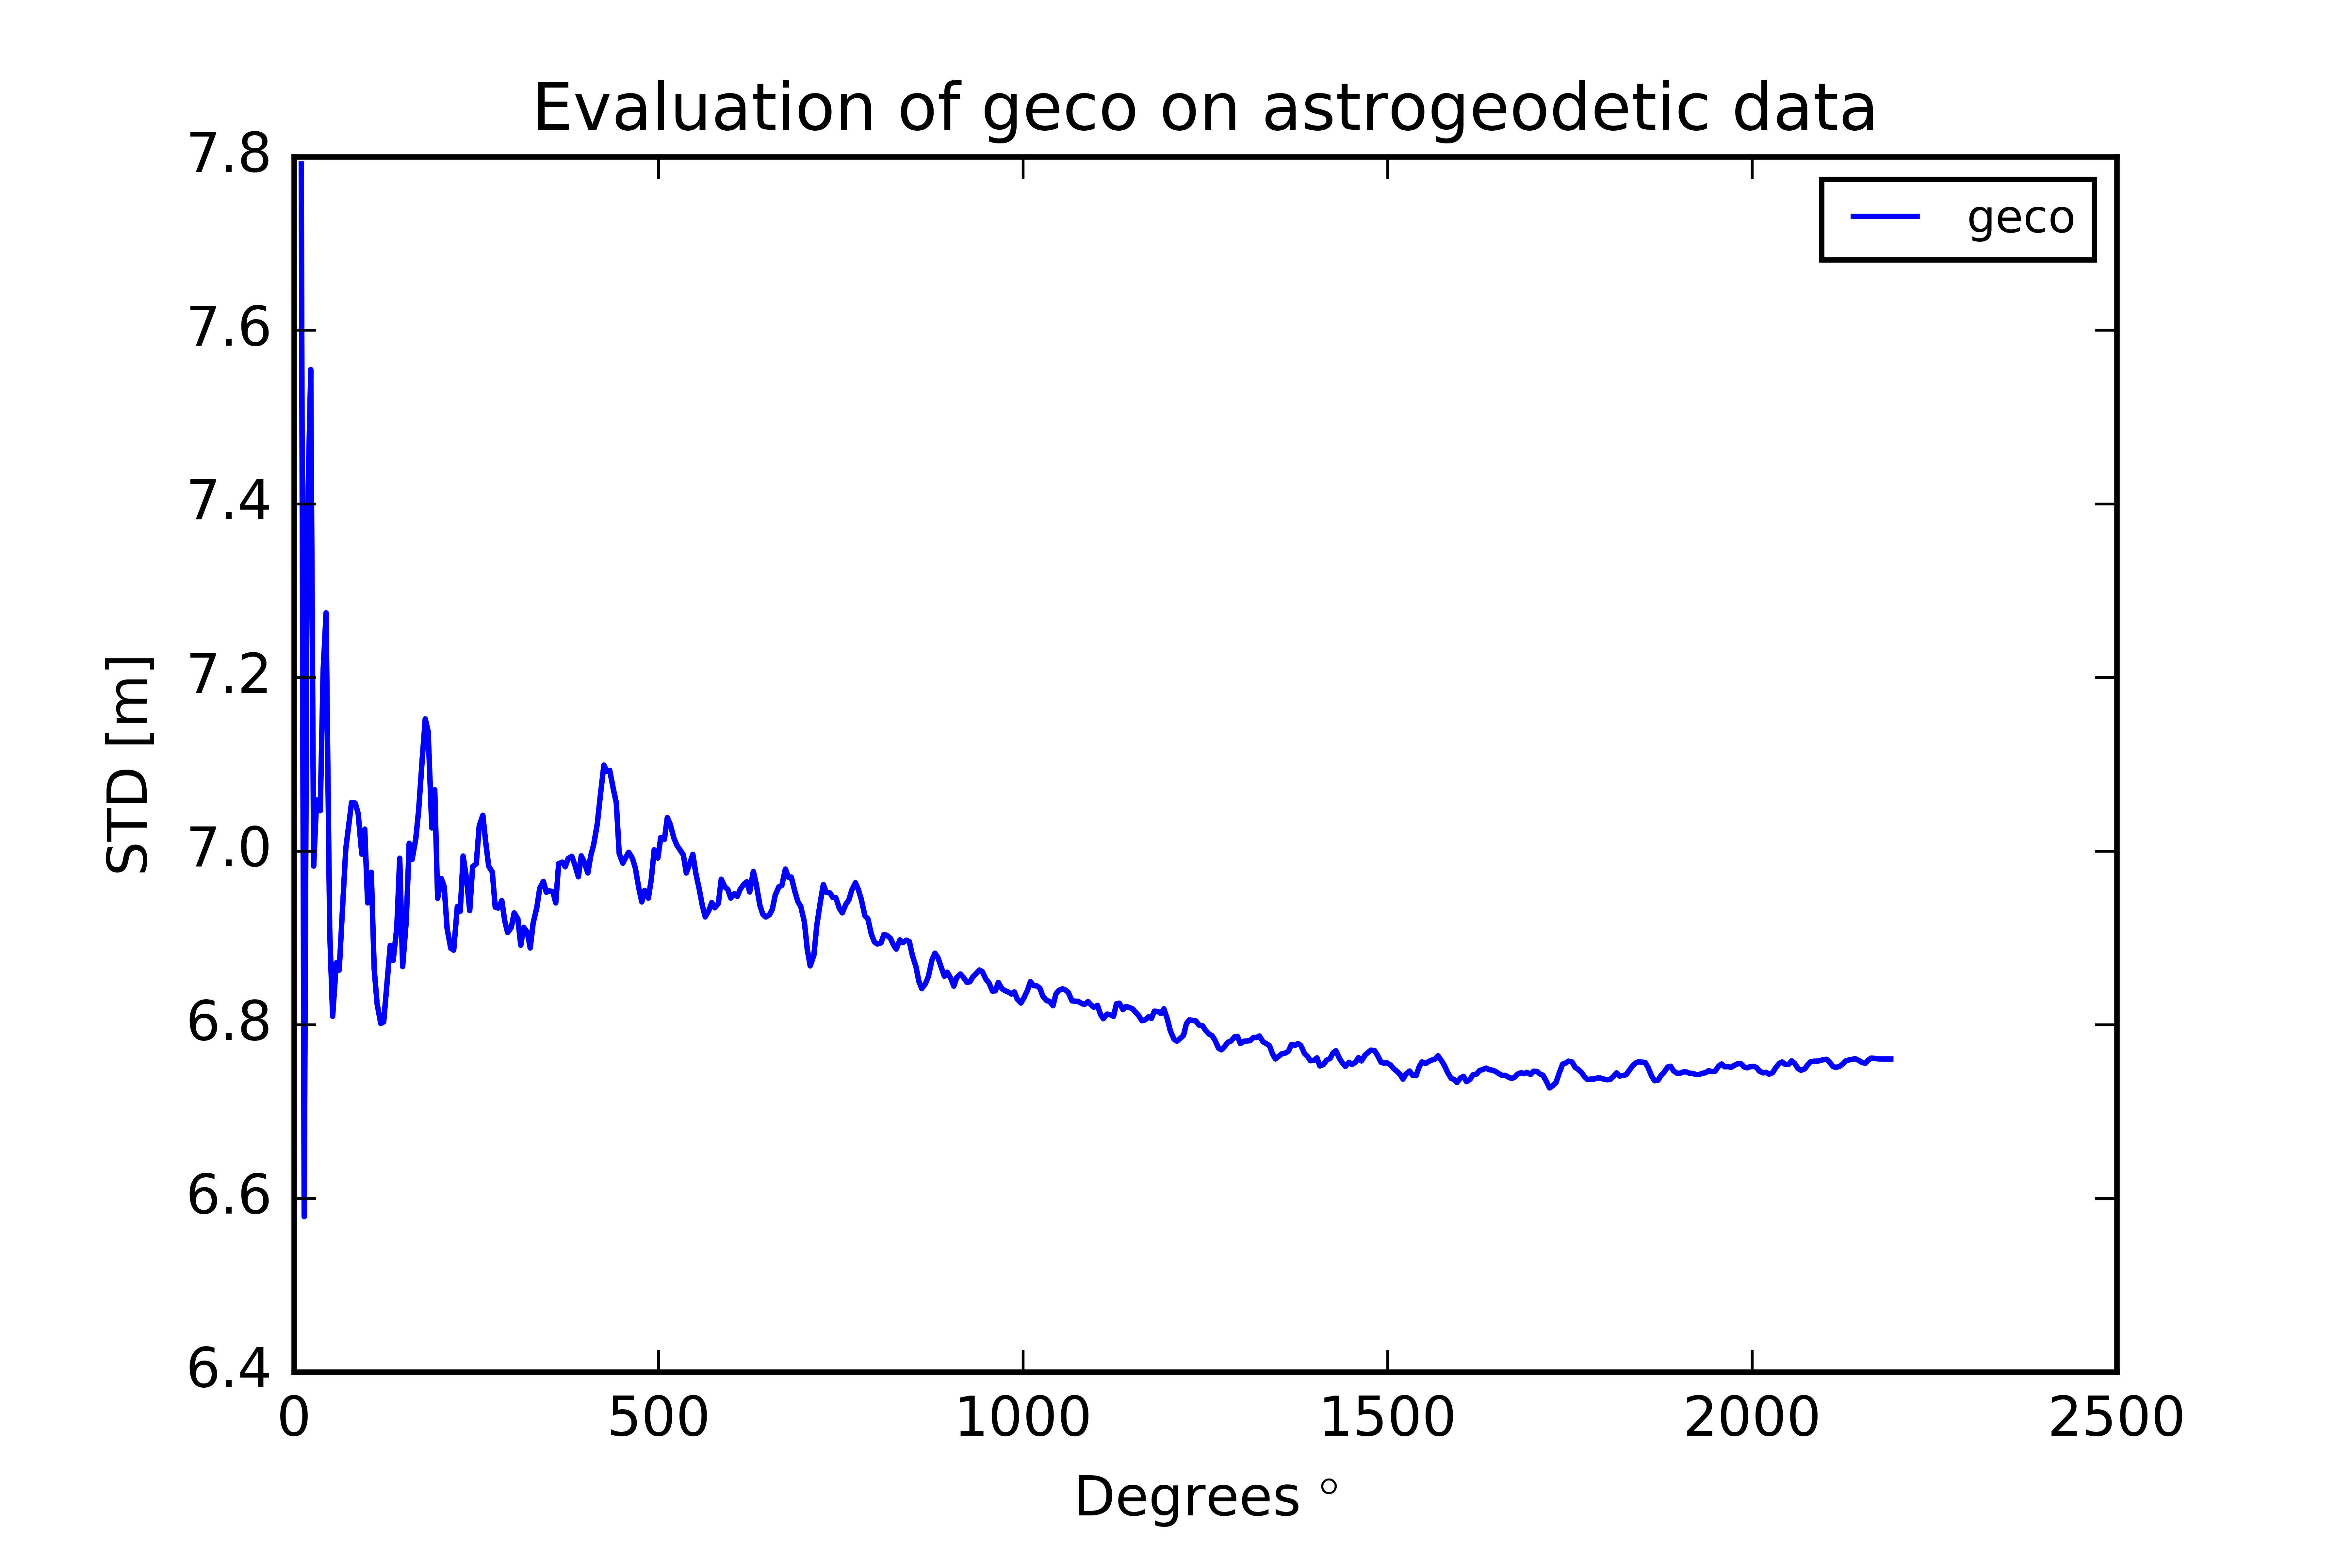 Evaluation of geco on astrogeodetic data
7.8
7.6
7.4
7.2
7.0
6.8
6.6
6.4
STD [m]
geco
0 500 1000 1500 2000 2500
Degrees °